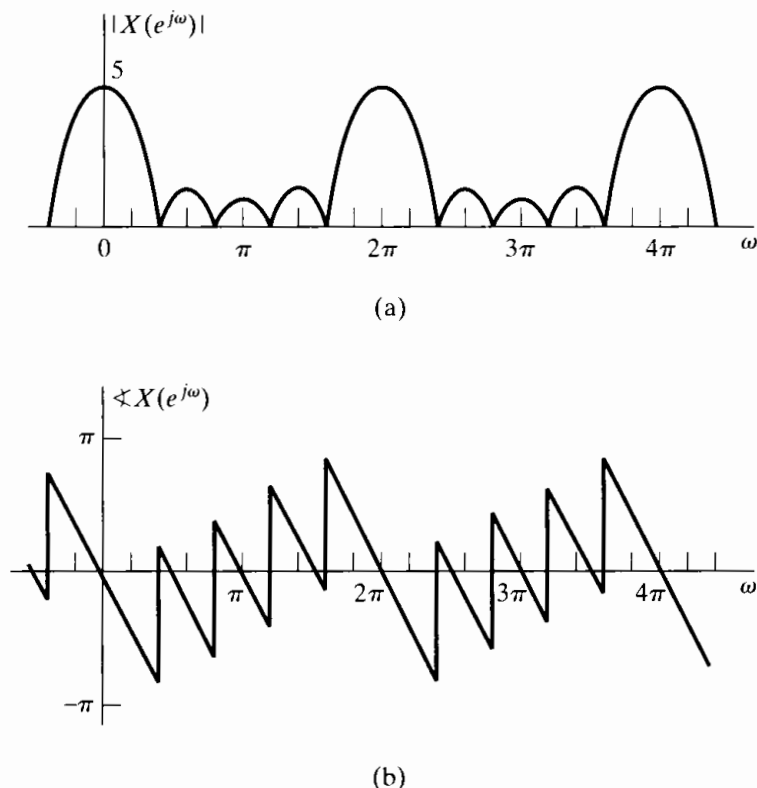 |X(e^{jω})|
5
0 π 2π 3π 4π ω
(a)
∢X(e^{jω})
π
π 2π 3π 4π ω
−π
(b)